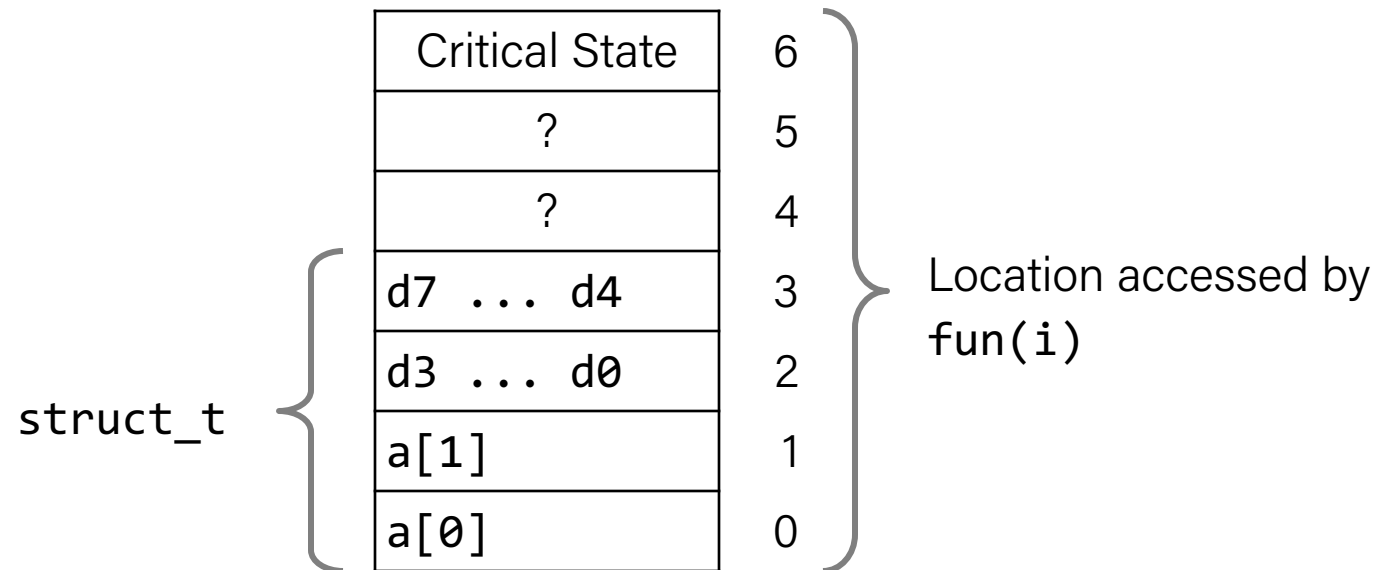 Critical State 6
? 5
? 4
d7 ... d4 3
d3 ... d0 2
a[1] 1
a[0] 0
struct_t
Location accessed by
fun(i)